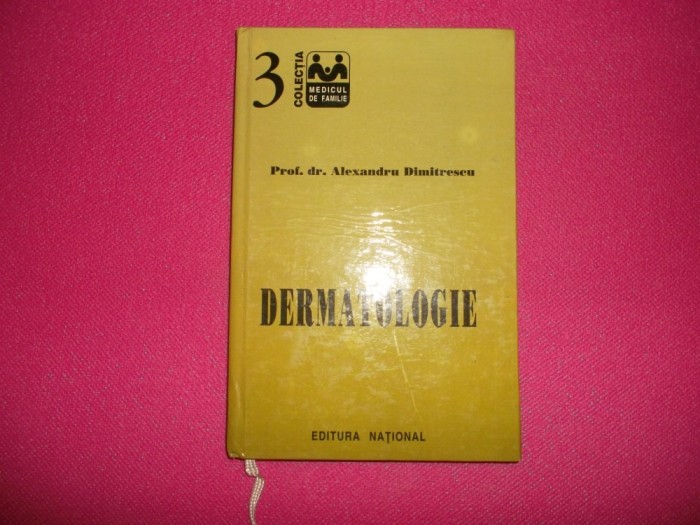 3
COLECȚIA
MEDICUL
DE FAMILIE
Prof. dr. Alexandru Dimitrescu
DERMATOLOGIE
EDITURA NAȚIONAL